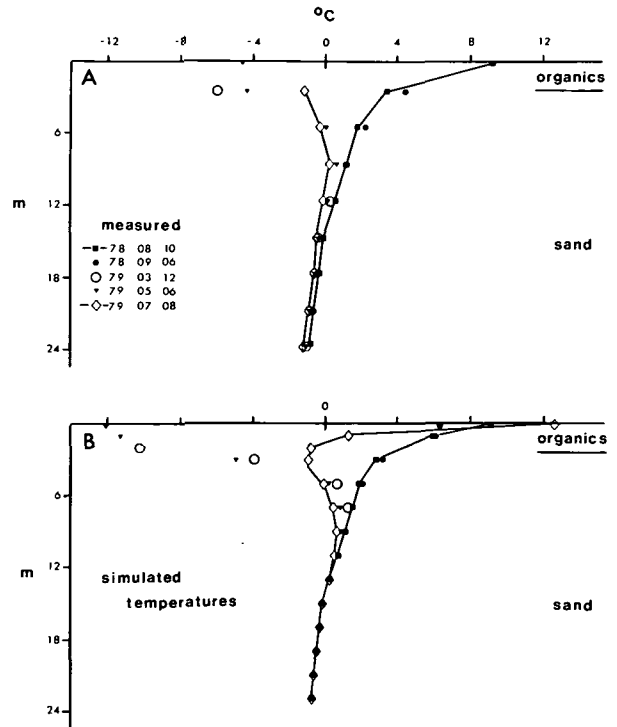 °C
-12 -8 -4 0 4 8 12
A
organics
6
m
12
measured
78 08 10
78 09 06
79 03 12
79 05 06
79 07 08
sand
18
24
0
B
organics
6
m
12
simulated
temperatures
sand
18
24